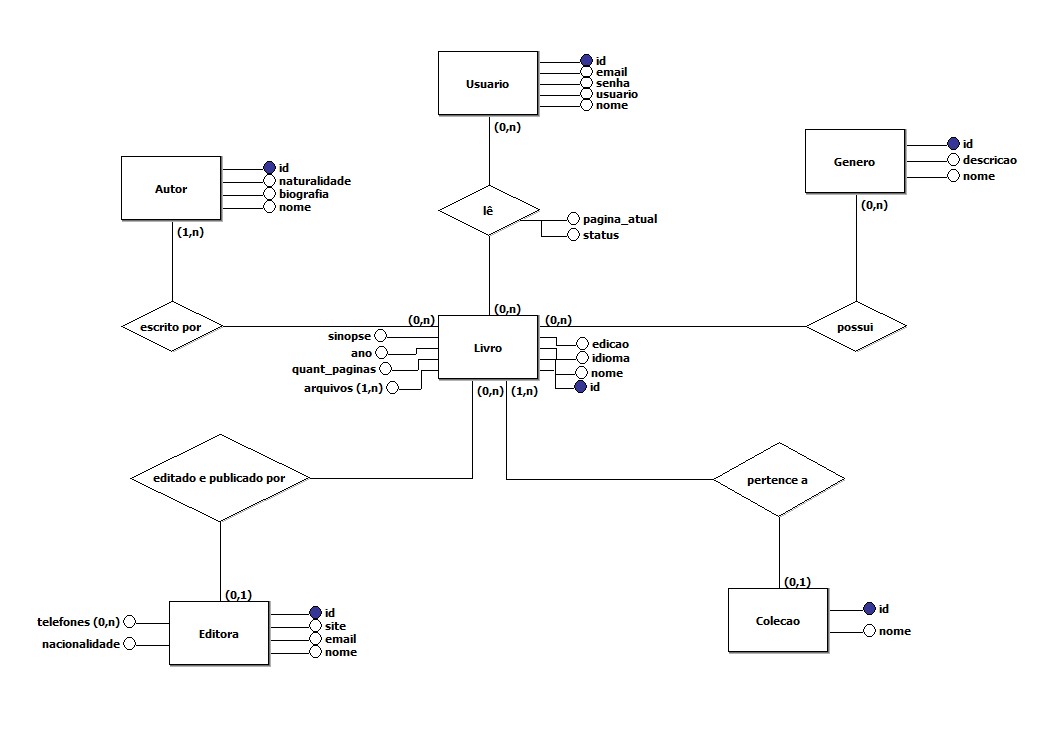 Usuario
id
email
senha
usuario
nome
(0,n)
Genero
id
descricao
nome
(0,n)
Autor
id
naturalidade
biografia
nome
(1,n)
lê
pagina_atual
status
escrito por
possui
(0,n)
(0,n)
(0,n)
Livro
sinopse
ano
quant_paginas
arquivos (1,n)
edicao
idioma
nome
id
(0,n)
(1,n)
editado e publicado por
pertence a
(0,1)
Editora
telefones (0,n)
nacionalidade
id
site
email
nome
(0,1)
Colecao
id
nome